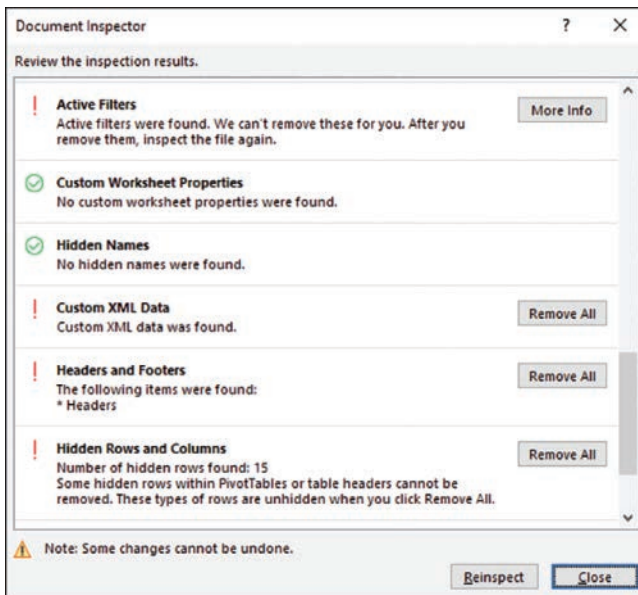 Document Inspector ? ×
Review the inspection results.
Active Filters
More Info
Active filters were found. We can't remove these for you. After you
remove them, inspect the file again.
Custom Worksheet Properties
No custom worksheet properties were found.
Hidden Names
No hidden names were found.
Custom XML Data
Remove All
Custom XML data was found.
Headers and Footers
Remove All
The following items were found:
* Headers
Hidden Rows and Columns
Remove All
Number of hidden rows found: 15
Some hidden rows within PivotTables or table headers cannot be
removed. These types of rows are unhidden when you click Remove All.
Note: Some changes cannot be undone.
Reinspect Close